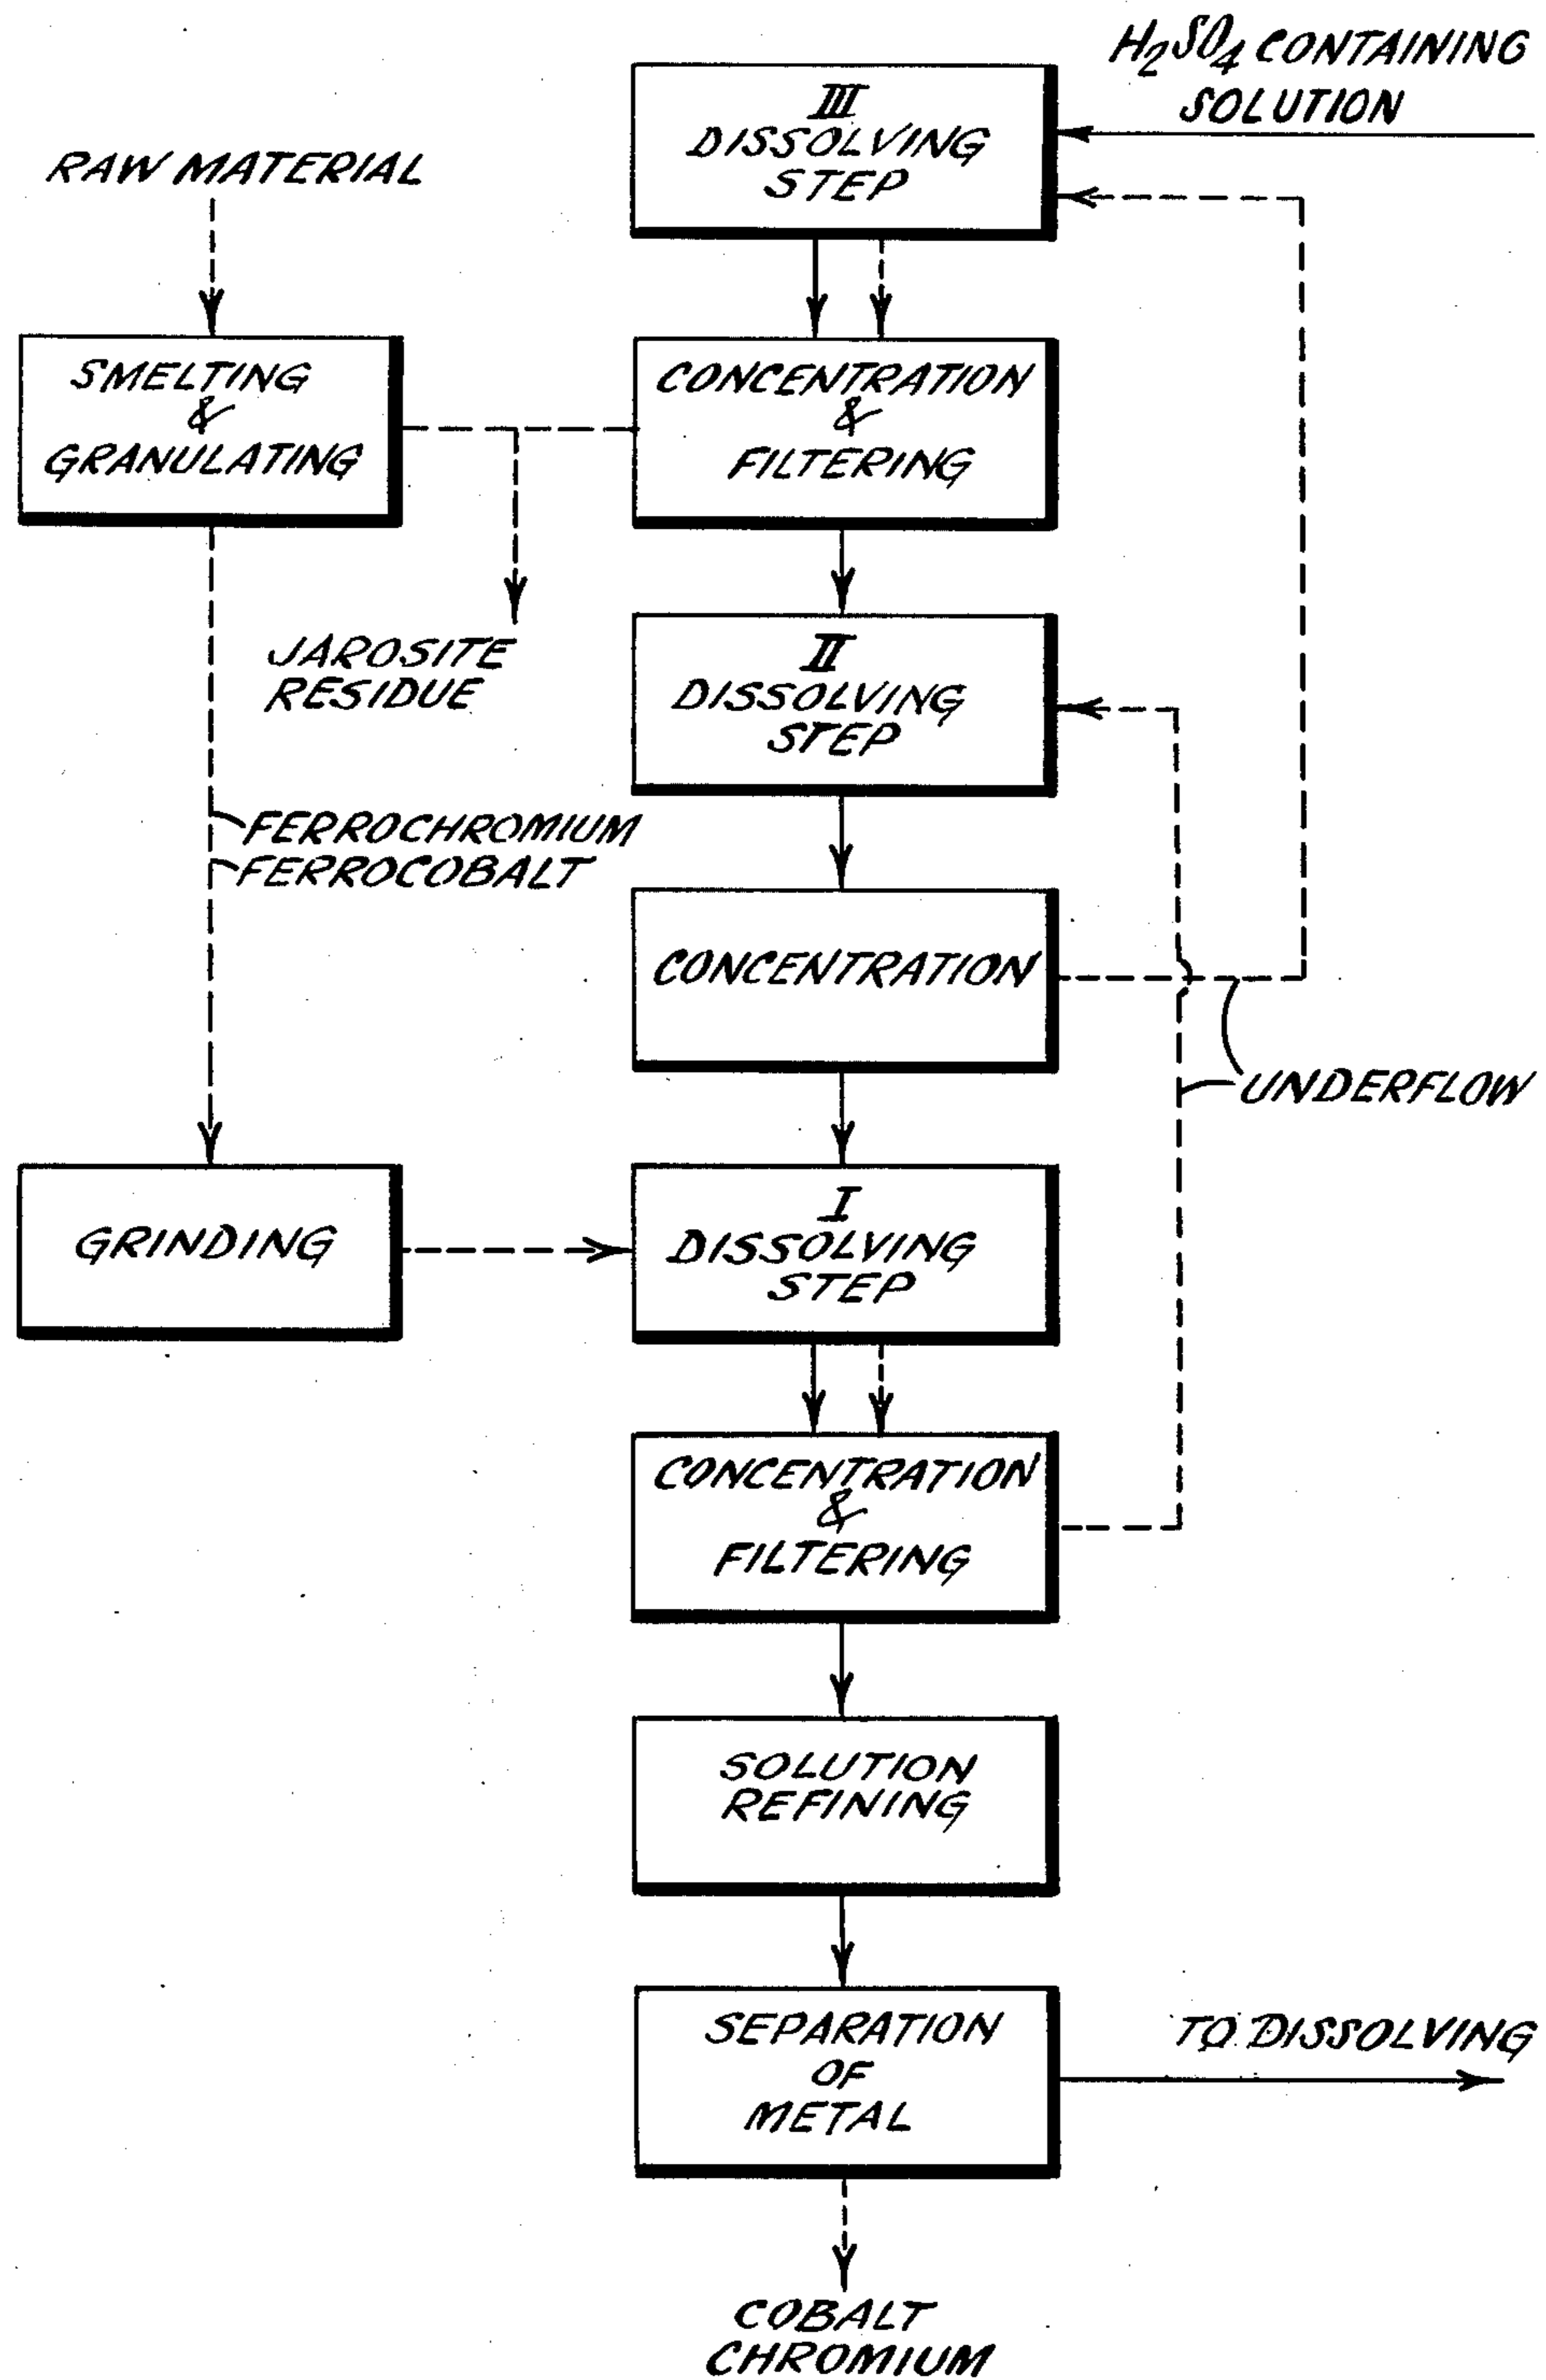 H₂SO₄ CONTAINING
SOLUTION
III
DISSOLVING
STEP
RAW MATERIAL
SMELTING
&
GRANULATING
CONCENTRATION
&
FILTERING
JAROSITE
RESIDUE
II
DISSOLVING
STEP
FERROCHROMIUM
FERROCOBALT
CONCENTRATION
UNDERFLOW
GRINDING
I
DISSOLVING
STEP
CONCENTRATION
&
FILTERING
SOLUTION
REFINING
SEPARATION
OF
METAL
TO DISSOLVING
COBALT
CHROMIUM